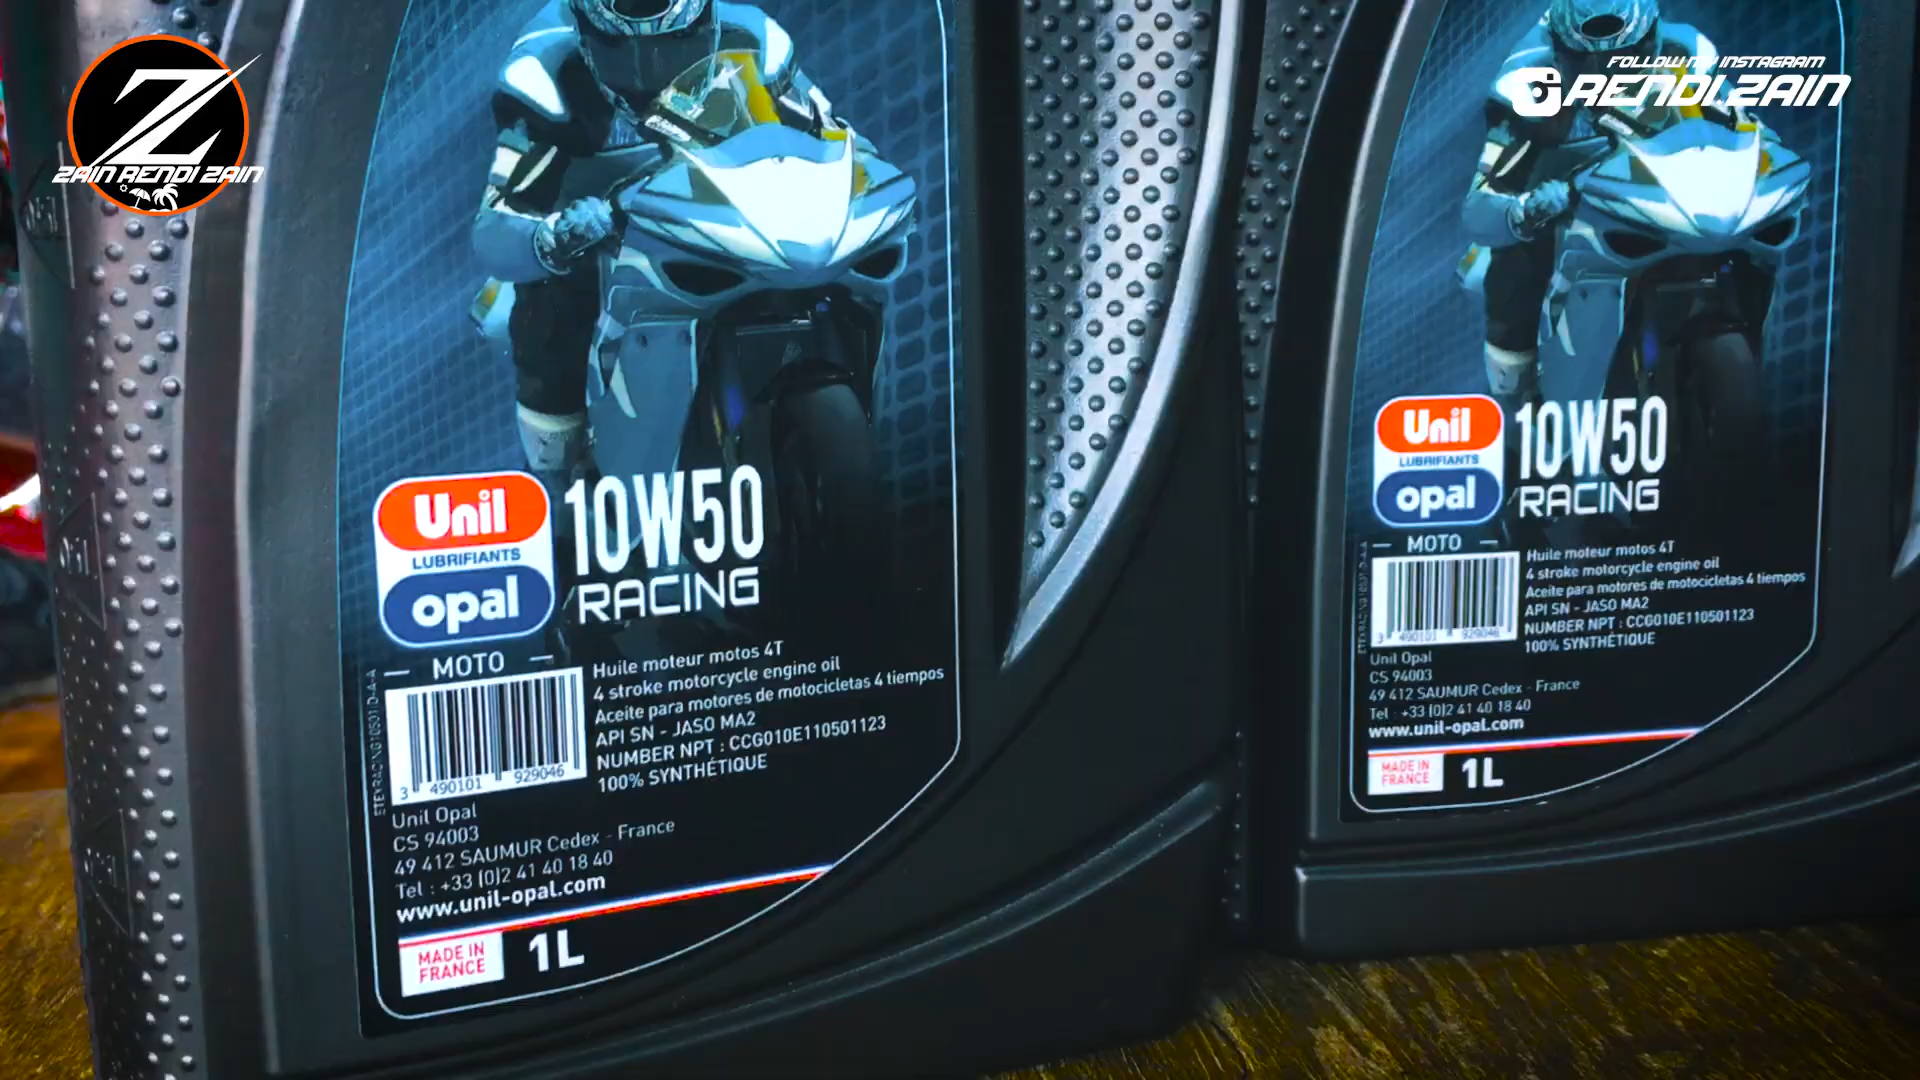 Z
ZAIN RENDI ZAIN
FOLLOW MY INSTAGRAM
RENDI.ZAIN
Unil
LUBRIFIANTS
opal
10W50
RACING
MOTO
Huile moteur motos 4T
4 stroke motorcycle engine oil
Aceite para motores de motocicletas 4 tiempos
API SN - JASO MA2
NUMBER NPT : CCG010E110501123
100% SYNTHÉTIQUE
3 490101 929046
Unil Opal
CS 94003
49 412 SAUMUR Cedex - France
Tel : +33 (0)2 41 40 18 40
www.unil-opal.com
MADE IN
FRANCE
1L
Unil
LUBRIFIANTS
opal
10W50
RACING
MOTO
Huile moteur motos 4T
4 stroke motorcycle engine oil
Aceite para motores de motocicletas 4 tiempos
API SN - JASO MA2
NUMBER NPT : CCG010E110501123
100% SYNTHÉTIQUE
3 490101 929046
Unil Opal
CS 94003
49 412 SAUMUR Cedex - France
Tel : +33 (0)2 41 40 18 40
www.unil-opal.com
MADE IN
FRANCE
1L